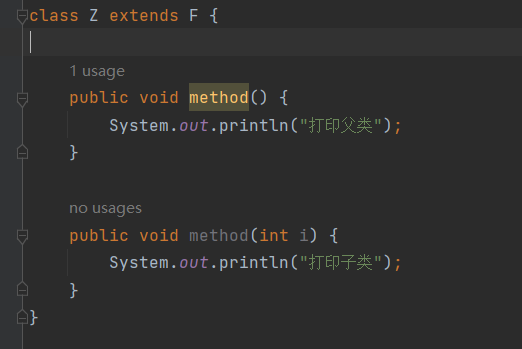 class Z extends F {
1 usage
public void method() {
System.out.println("打印父类");
}
no usages
public void method(int i) {
System.out.println("打印子类");
}
}